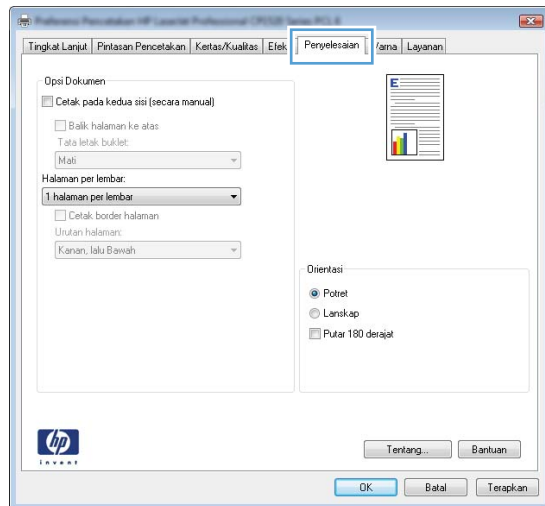 Tingkat Lanjut Pintasan Pencetakan Kertas/Kualitas Efek Penyelesaian Warna Layanan
Opsi Dokumen
Cetak pada kedua sisi (secara manual)
Balik halaman ke atas
Tata letak buklet:
Mati
Halaman per lembar:
1 halaman per lembar
Cetak border halaman
Urutan halaman:
Kanan, lalu Bawah
E
Orientasi
Potret
Lanskap
Putar 180 derajat
hp
invent
Tentang... Bantuan
OK Batal Terapkan